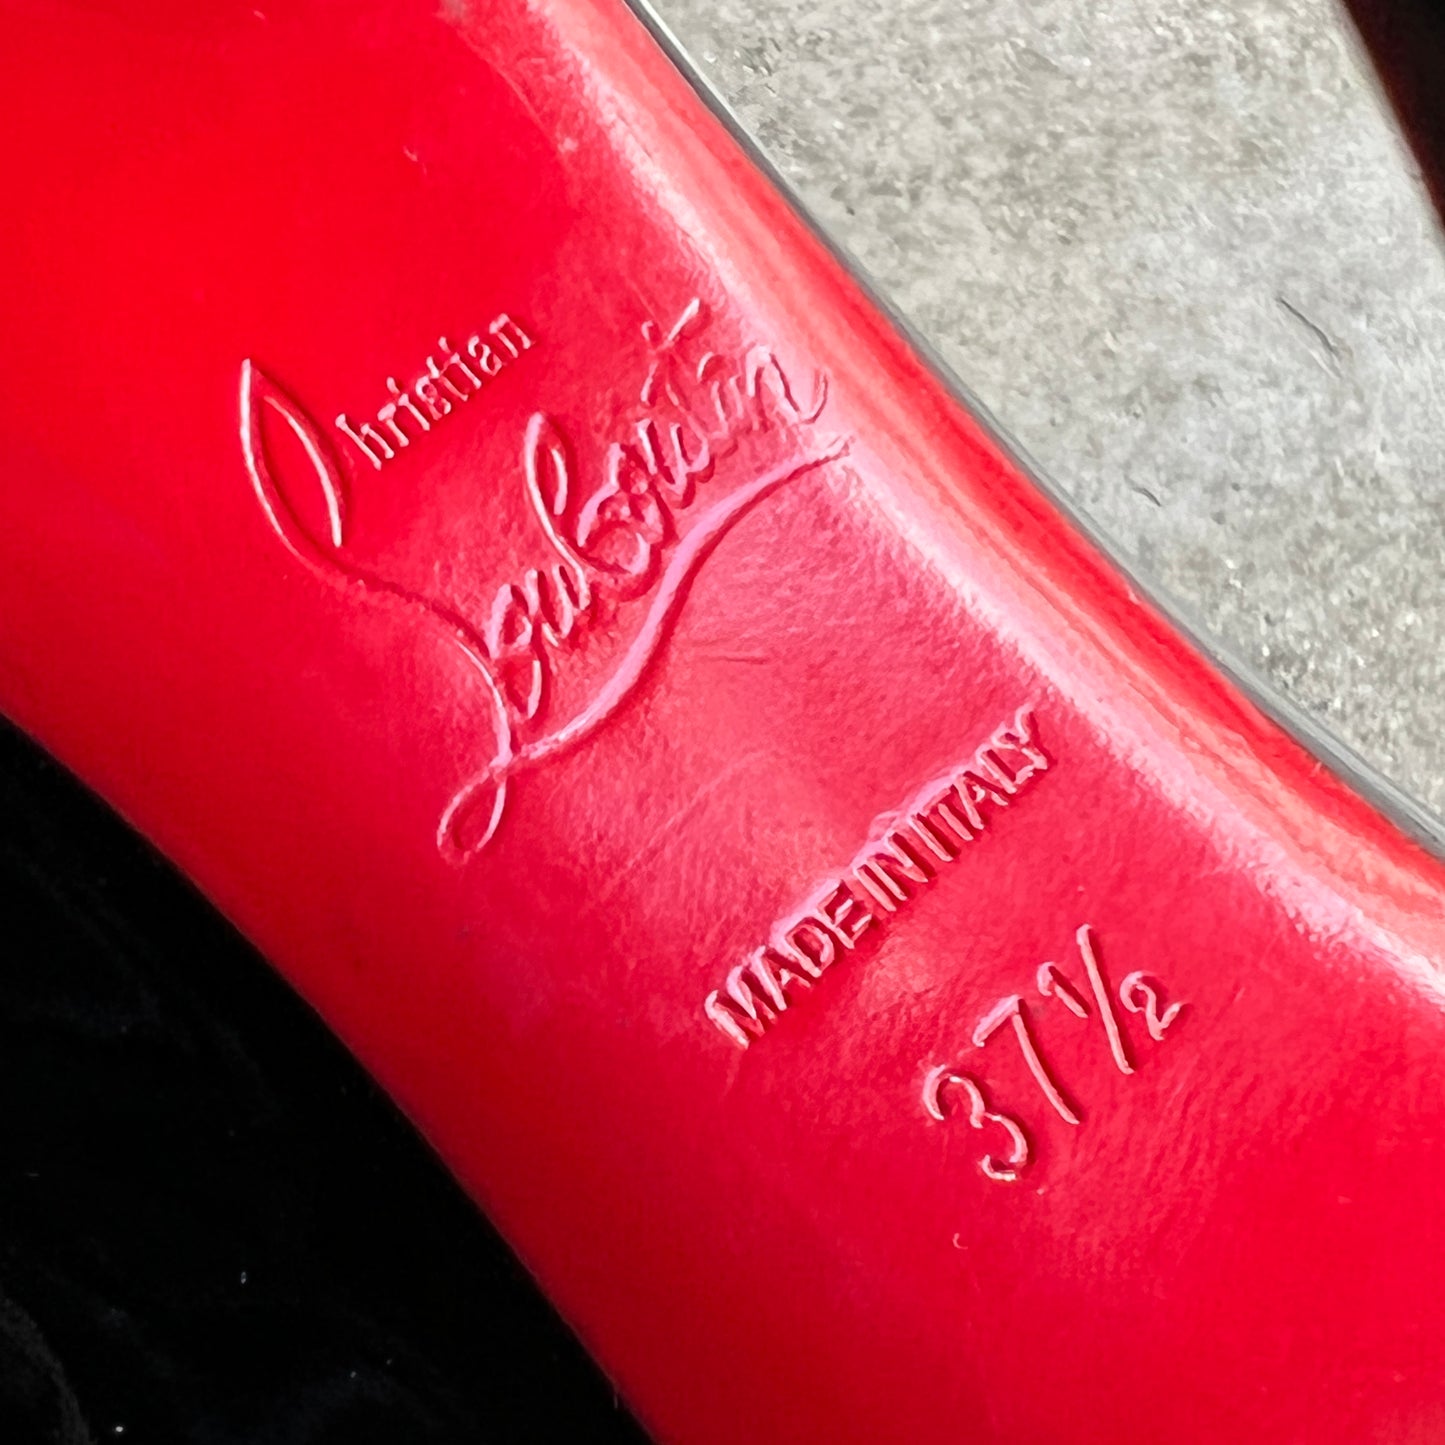 Christian
Louboutin
MADE IN ITALY
37½